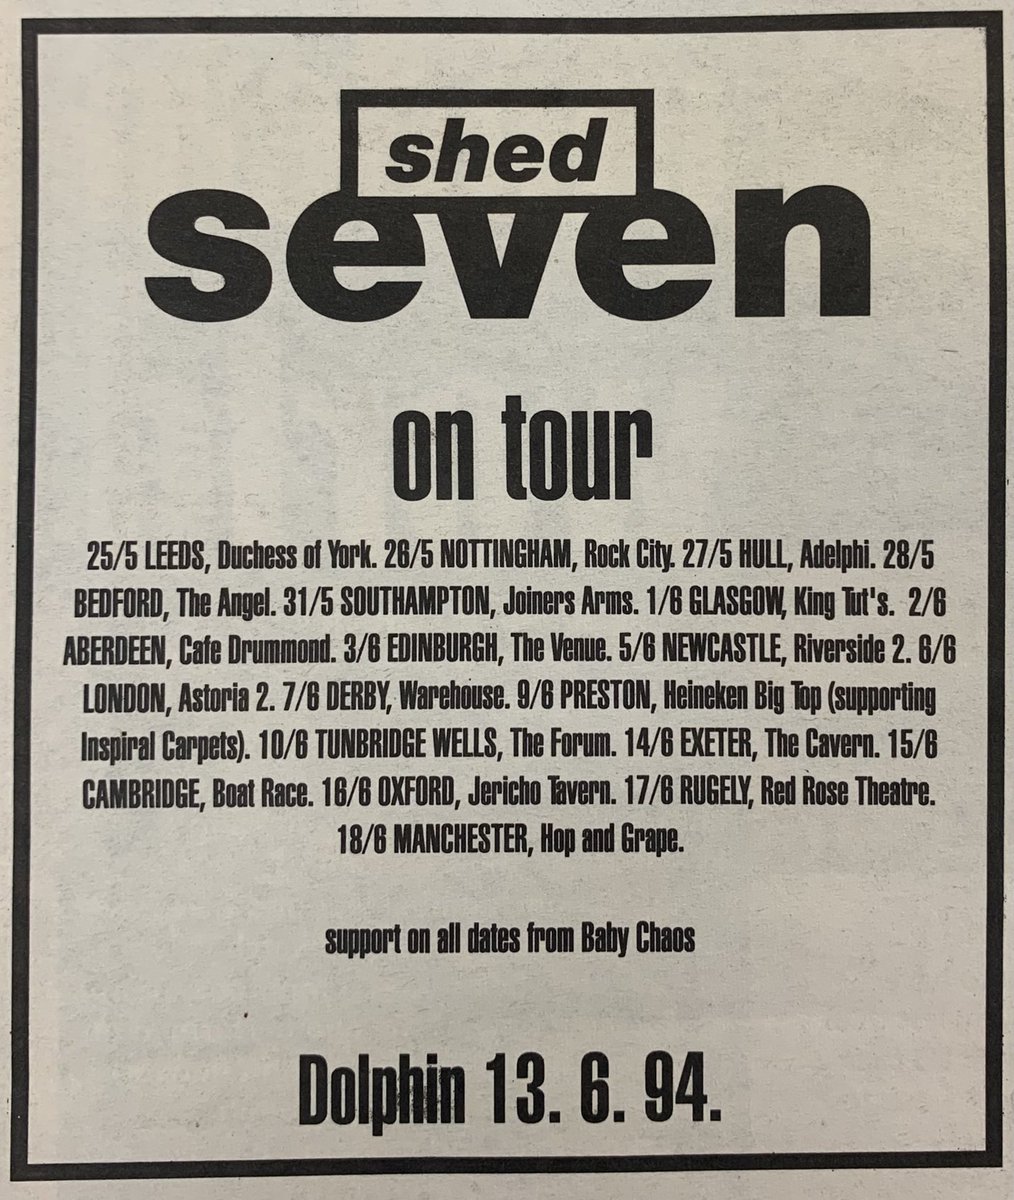 shed
seven
on tour
25/5 LEEDS, Duchess of York. 26/5 NOTTINGHAM, Rock City. 27/5 HULL, Adelphi. 28/5
BEDFORD, The Angel. 31/5 SOUTHAMPTON, Joiners Arms. 1/6 GLASGOW, King Tut's. 2/6
ABERDEEN, Cafe Drummond. 3/6 EDINBURGH, The Venue. 5/6 NEWCASTLE, Riverside 2. 6/6
LONDON, Astoria 2. 7/6 DERBY, Warehouse. 9/6 PRESTON, Heineken Big Top (supporting
Inspiral Carpets). 10/6 TUNBRIDGE WELLS, The Forum. 14/6 EXETER, The Cavern. 15/6
CAMBRIDGE, Boat Race. 16/6 OXFORD, Jericho Tavern. 17/6 RUGELY, Red Rose Theatre.
18/6 MANCHESTER, Hop and Grape.
support on all dates from Baby Chaos
Dolphin 13. 6. 94.